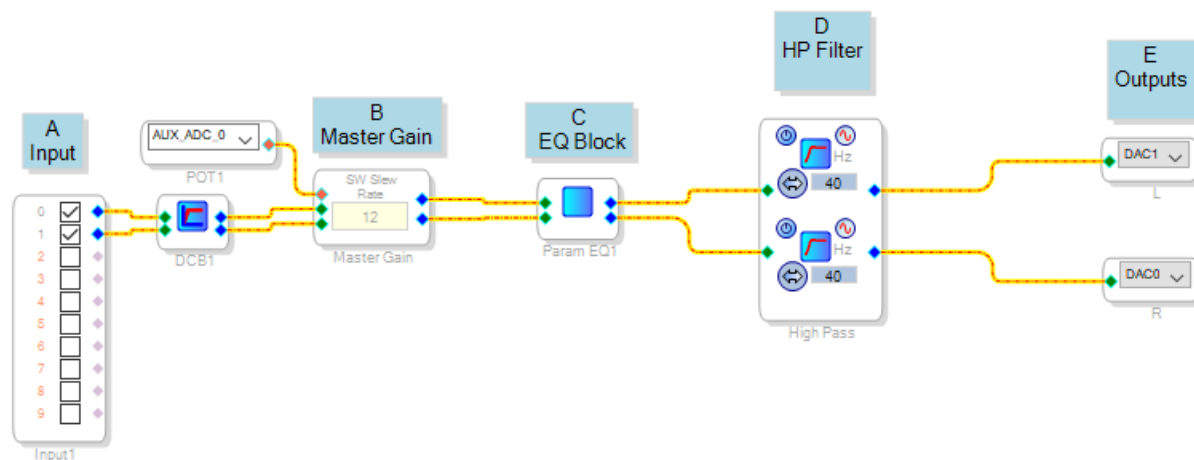 A
Input
AUX_ADC_0
POT1
0
1
2
3
4
5
6
7
8
9
Input1
DCB1
B
Master Gain
SW Slew
Rate
12
Master Gain
C
EQ Block
Param EQ1
D
HP Filter
Hz
40
Hz
40
High Pass
E
Outputs
DAC1
L
DAC0
R